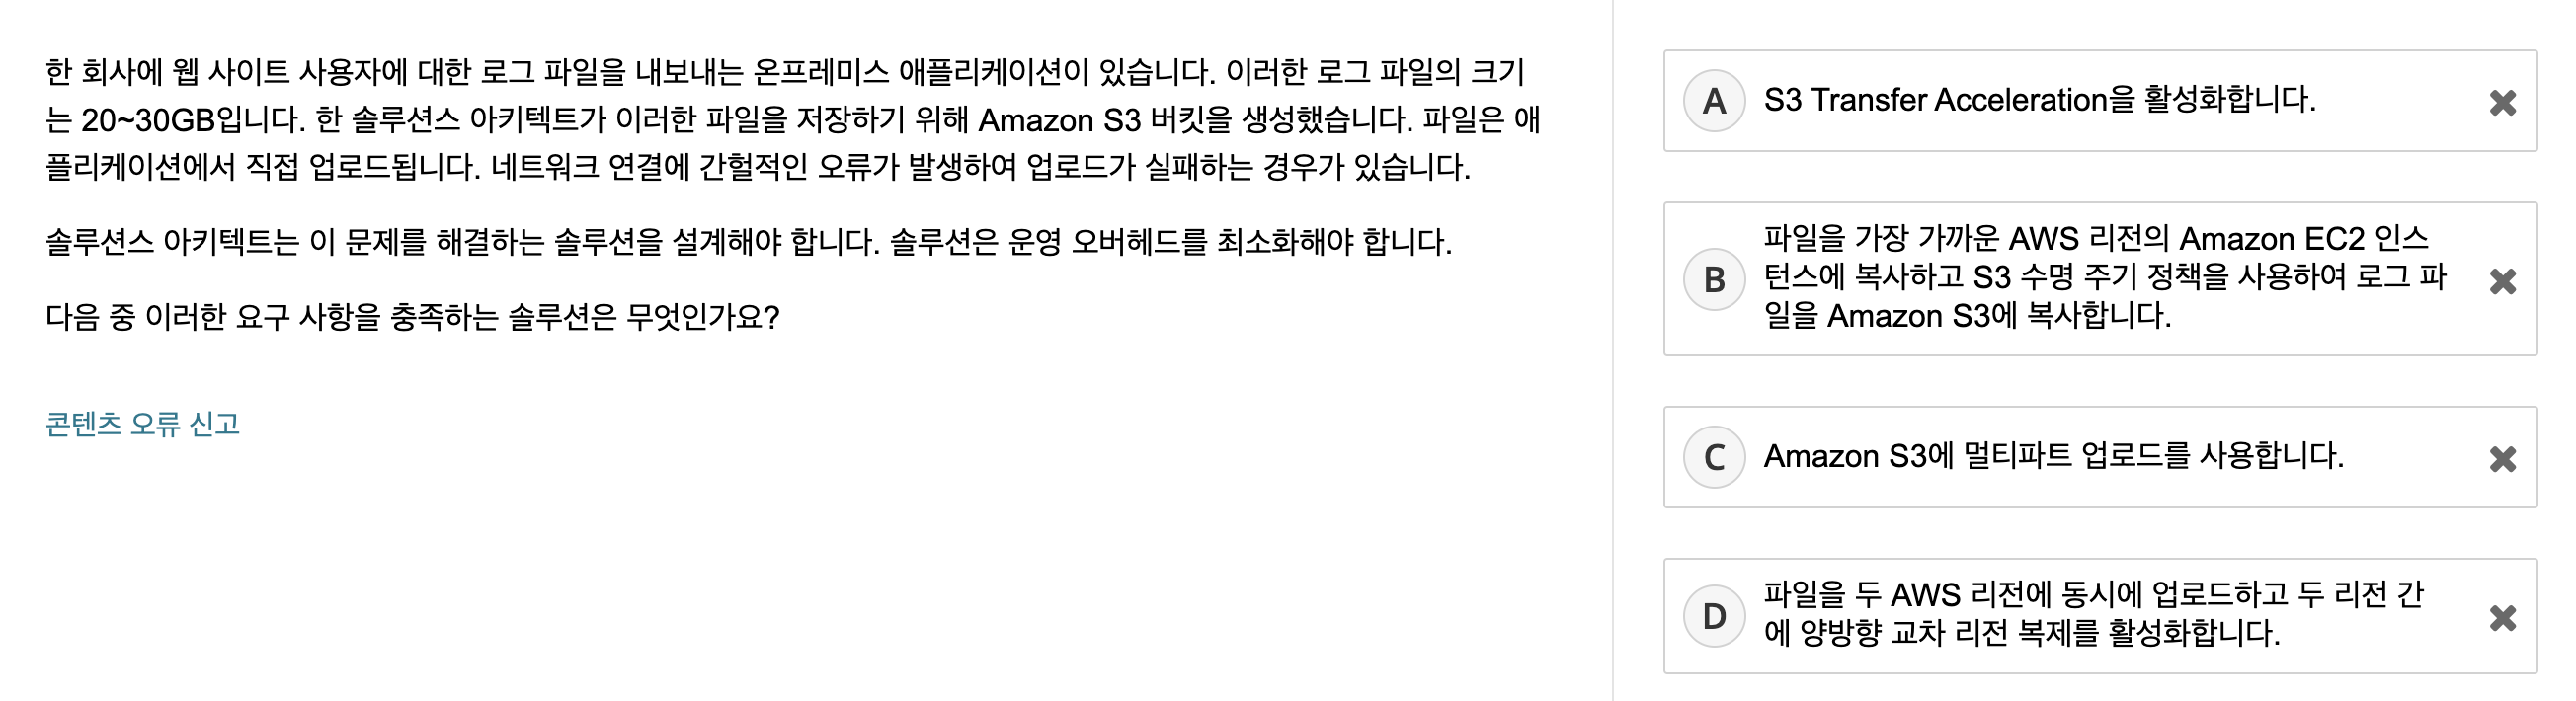 한 회사에 웹 사이트 사용자에 대한 로그 파일을 내보내는 온프레미스 애플리케이션이 있습니다. 이러한 로그 파일의 크기
는 20~30GB입니다. 한 솔루션스 아키텍트가 이러한 파일을 저장하기 위해 Amazon S3 버킷을 생성했습니다. 파일은 애
플리케이션에서 직접 업로드됩니다. 네트워크 연결에 간헐적인 오류가 발생하여 업로드가 실패하는 경우가 있습니다.
솔루션스 아키텍트는 이 문제를 해결하는 솔루션을 설계해야 합니다. 솔루션은 운영 오버헤드를 최소화해야 합니다.
다음 중 이러한 요구 사항을 충족하는 솔루션은 무엇인가요?
콘텐츠 오류 신고
A S3 Transfer Acceleration을 활성화합니다.
B 파일을 가장 가까운 AWS 리전의 Amazon EC2 인스
턴스에 복사하고 S3 수명 주기 정책을 사용하여 로그 파
일을 Amazon S3에 복사합니다.
C Amazon S3에 멀티파트 업로드를 사용합니다.
D 파일을 두 AWS 리전에 동시에 업로드하고 두 리전 간
에 양방향 교차 리전 복제를 활성화합니다.